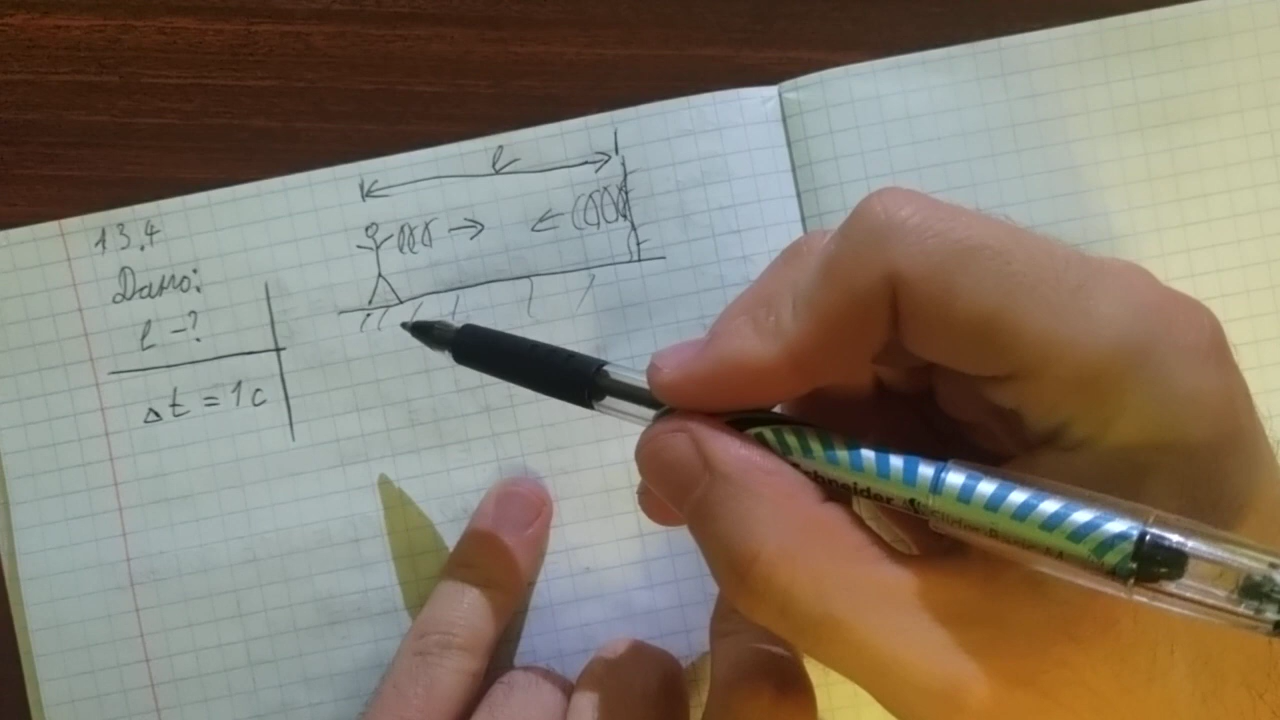 13.4
Дано:
l - ?
Δt = 1c
l
Schneider